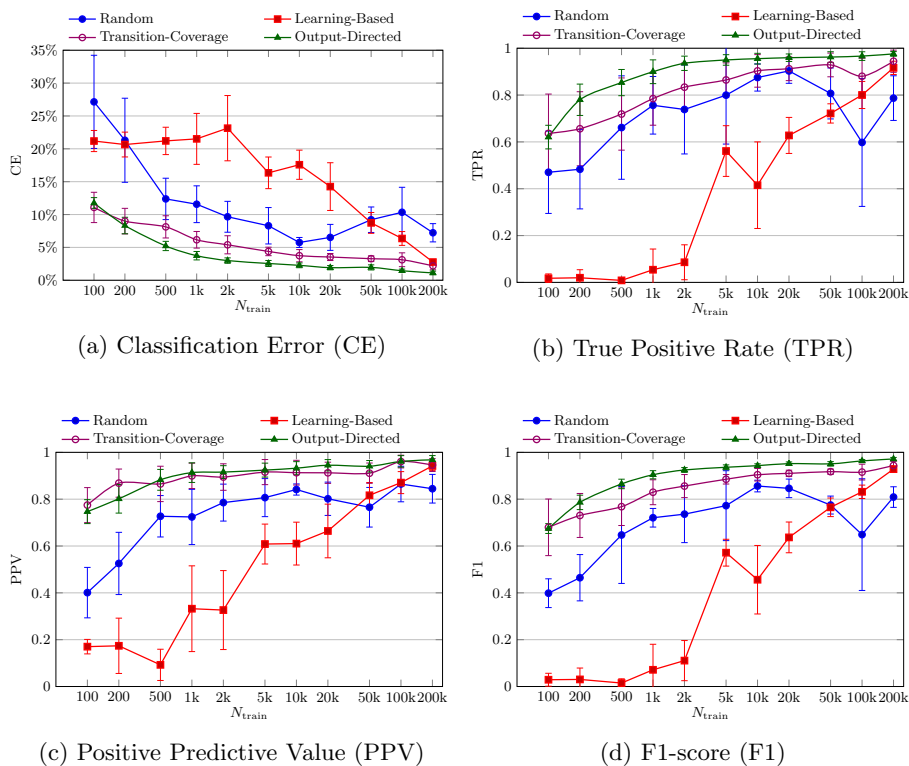 Random Learning-Based
Transition-Coverage Output-Directed
35%
30%
25%
20%
15%
10%
5%
0%
CE
100 200 500 1k 2k 5k 10k 20k 50k 100k 200k
N_train
(a) Classification Error (CE)
Random Learning-Based
Transition-Coverage Output-Directed
1
0.8
0.6
0.4
0.2
0
TPR
100 200 500 1k 2k 5k 10k 20k 50k 100k 200k
N_train
(b) True Positive Rate (TPR)
Random Learning-Based
Transition-Coverage Output-Directed
1
0.8
0.6
0.4
0.2
0
PPV
100 200 500 1k 2k 5k 10k 20k 50k 100k 200k
N_train
(c) Positive Predictive Value (PPV)
Random Learning-Based
Transition-Coverage Output-Directed
1
0.8
0.6
0.4
0.2
0
F1
100 200 500 1k 2k 5k 10k 20k 50k 100k 200k
N_train
(d) F1-score (F1)